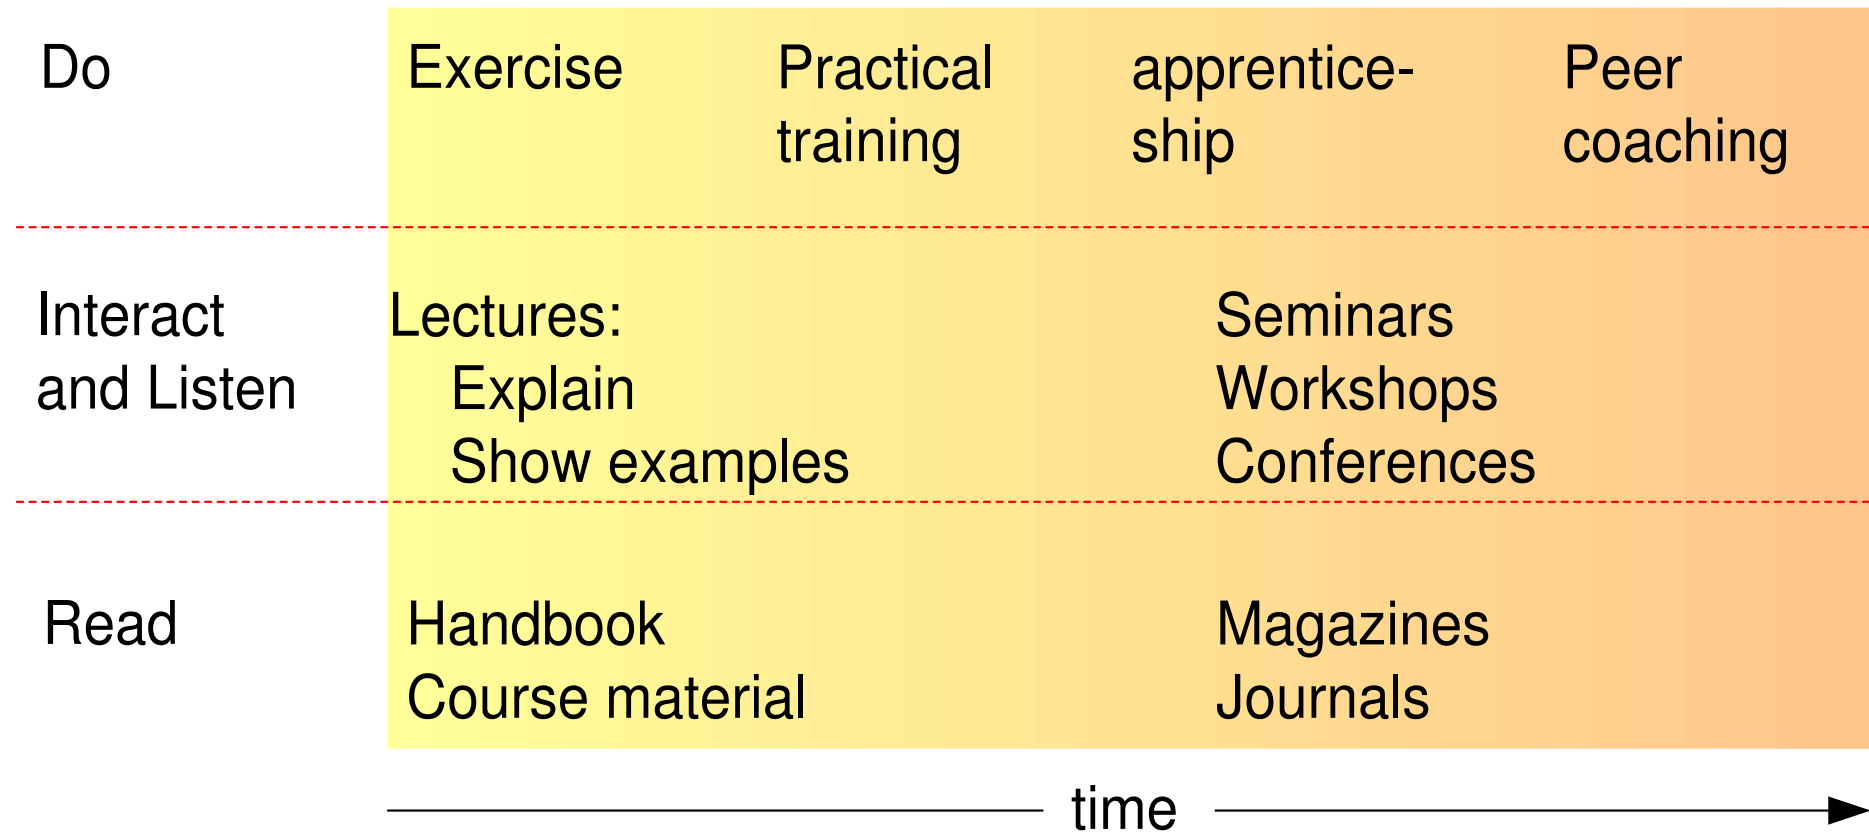 Do Exercise Practical apprentice- Peer
training ship coaching
Interact Lectures: Seminars
and Listen Explain Workshops
Show examples Conferences
Read Handbook Magazines
Course material Journals
time